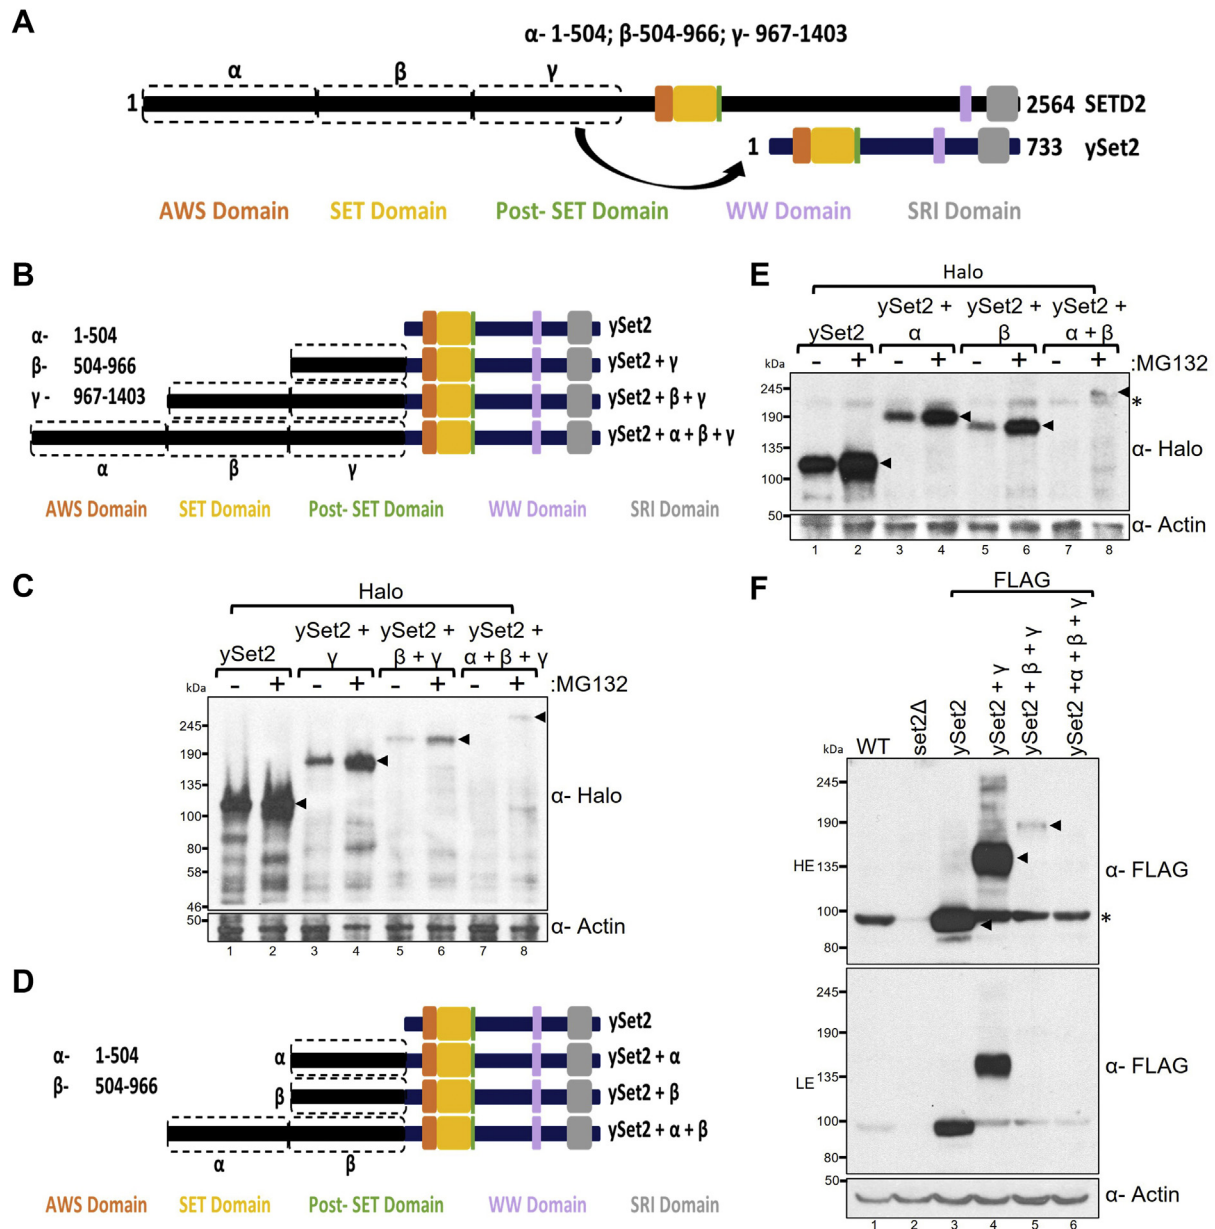 A
α- 1-504; β-504-966; γ- 967-1403
α β γ
1 2564 SETD2
1 733 ySet2
AWS Domain SET Domain Post- SET Domain WW Domain SRI Domain
B
α- 1-504
β- 504-966
γ - 967-1403
ySet2
ySet2 + γ
ySet2 + β + γ
ySet2 + α + β + γ
α β γ
AWS Domain SET Domain Post- SET Domain WW Domain SRI Domain
C
Halo
ySet2 ySet2 + γ ySet2 + β + γ ySet2 + α + β + γ
- + - + - + - + :MG132
kDa
245
190
135
100
80
58
46
α- Halo
50
α- Actin
1 2 3 4 5 6 7 8
D
α- 1-504
β- 504-966
ySet2
α ySet2 + α
β ySet2 + β
ySet2 + α + β
α β
AWS Domain SET Domain Post- SET Domain WW Domain SRI Domain
E
Halo
ySet2 ySet2 + α ySet2 + β ySet2 + α + β
- + - + - + - + :MG132
kDa
245
*
190
135
100
α- Halo
50
α- Actin
1 2 3 4 5 6 7 8
F
FLAG
WT set2Δ ySet2 ySet2 + γ ySet2 + β + γ ySet2 +α + β + γ
kDa
245
190
HE 135
100
80
α- FLAG
*
245
190
LE 135
100
80
α- FLAG
50
α- Actin
1 2 3 4 5 6